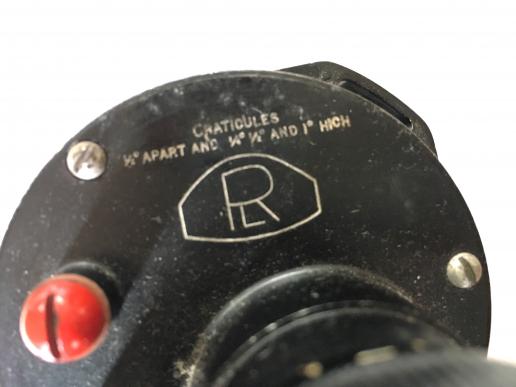 GRATICULES
½° APART AND ¼° ½° AND 1° HIGH
RL